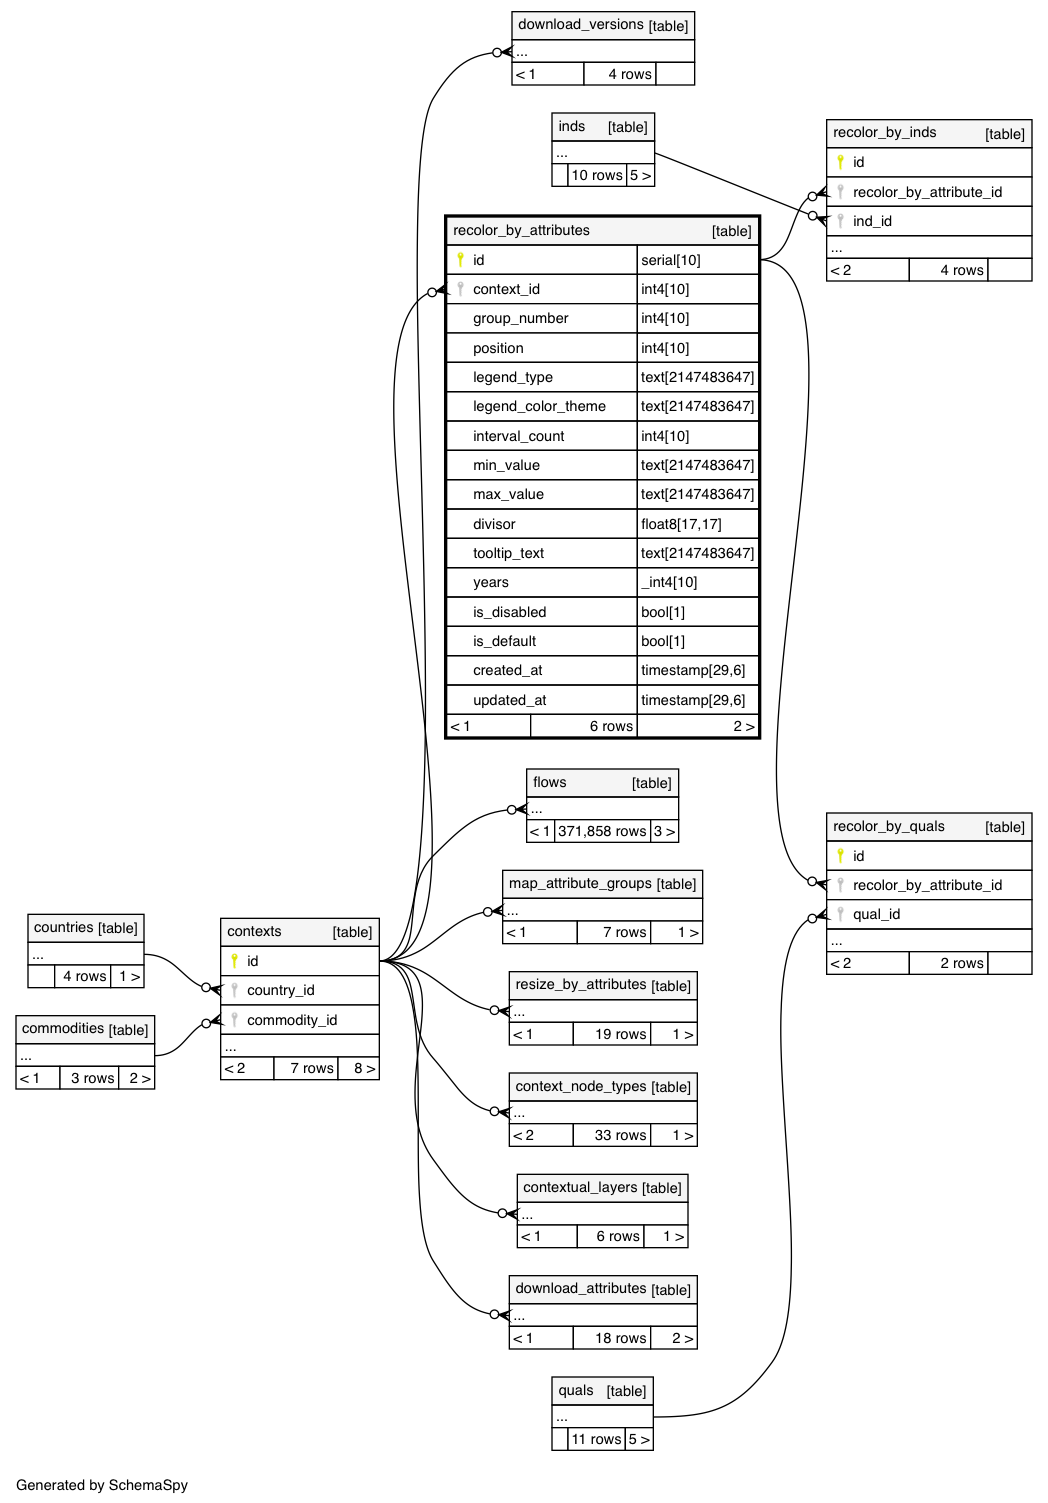 download_versions [table]
...
< 1 4 rows
inds [table]
...
10 rows 5 >
recolor_by_inds [table]
id
recolor_by_attribute_id
ind_id
...
< 2 4 rows
recolor_by_attributes [table]
id serial[10]
context_id int4[10]
group_number int4[10]
position int4[10]
legend_type text[2147483647]
legend_color_theme text[2147483647]
interval_count int4[10]
min_value text[2147483647]
max_value text[2147483647]
divisor float8[17,17]
tooltip_text text[2147483647]
years _int4[10]
is_disabled bool[1]
is_default bool[1]
created_at timestamp[29,6]
updated_at timestamp[29,6]
< 1 6 rows 2 >
flows [table]
...
< 1 371,858 rows 3 >
recolor_by_quals [table]
id
recolor_by_attribute_id
qual_id
...
< 2 2 rows
map_attribute_groups [table]
...
< 1 7 rows 1 >
countries [table]
...
4 rows 1 >
commodities [table]
...
< 1 3 rows 2 >
contexts [table]
id
country_id
commodity_id
...
< 2 7 rows 8 >
resize_by_attributes [table]
...
< 1 19 rows 1 >
context_node_types [table]
...
< 2 33 rows 1 >
contextual_layers [table]
...
< 1 6 rows 1 >
download_attributes [table]
...
< 1 18 rows 2 >
quals [table]
...
11 rows 5 >
Generated by SchemaSpy